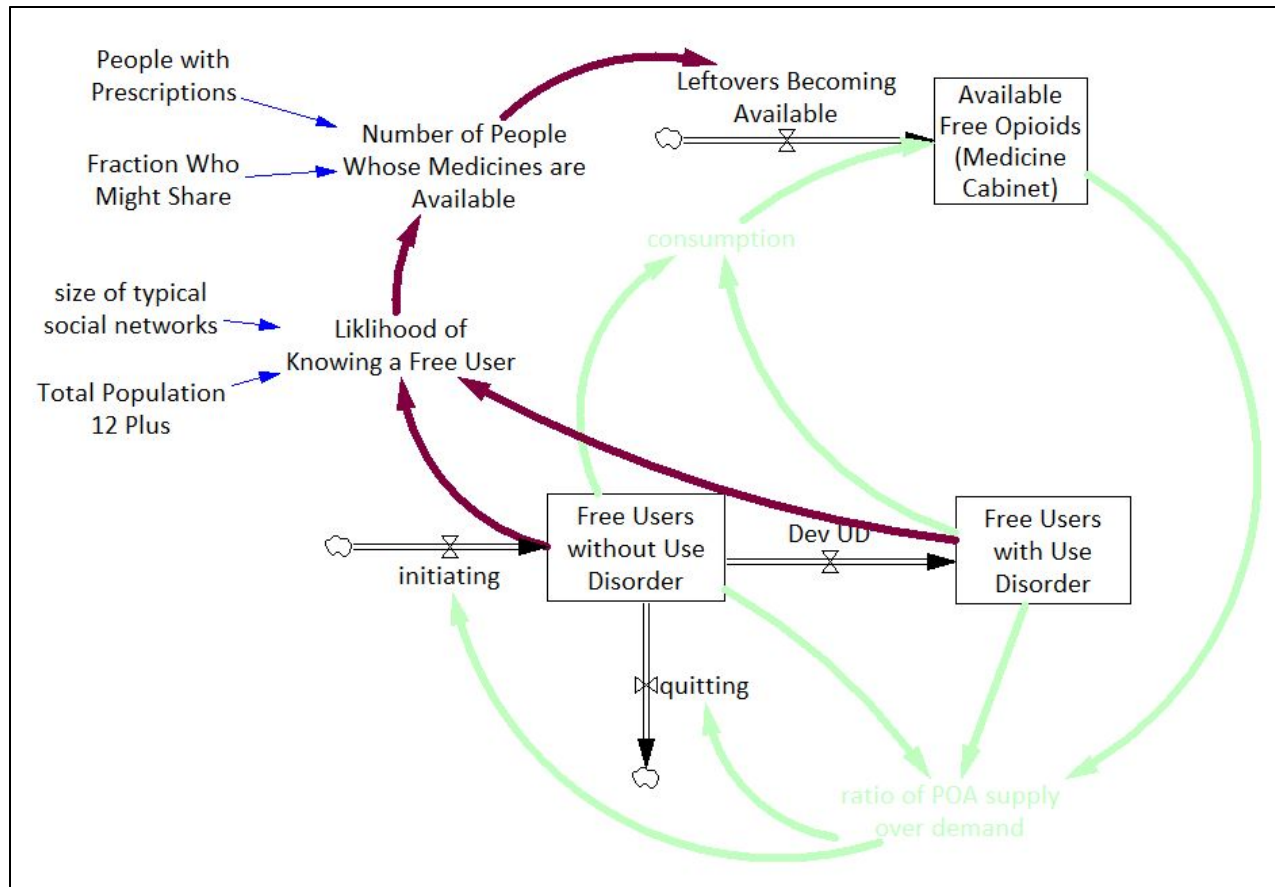 People with
Prescriptions
Leftovers Becoming
Available
Available
Free Opioids
(Medicine
Cabinet)
Number of People
Whose Medicines are
Available
Fraction Who
Might Share
consumption
size of typical
social networks
Liklihood of
Knowing a Free User
Total Population
12 Plus
Free Users
without Use
Disorder
Dev UD
Free Users
with Use
Disorder
initiating
quitting
ratio of POA supply
over demand